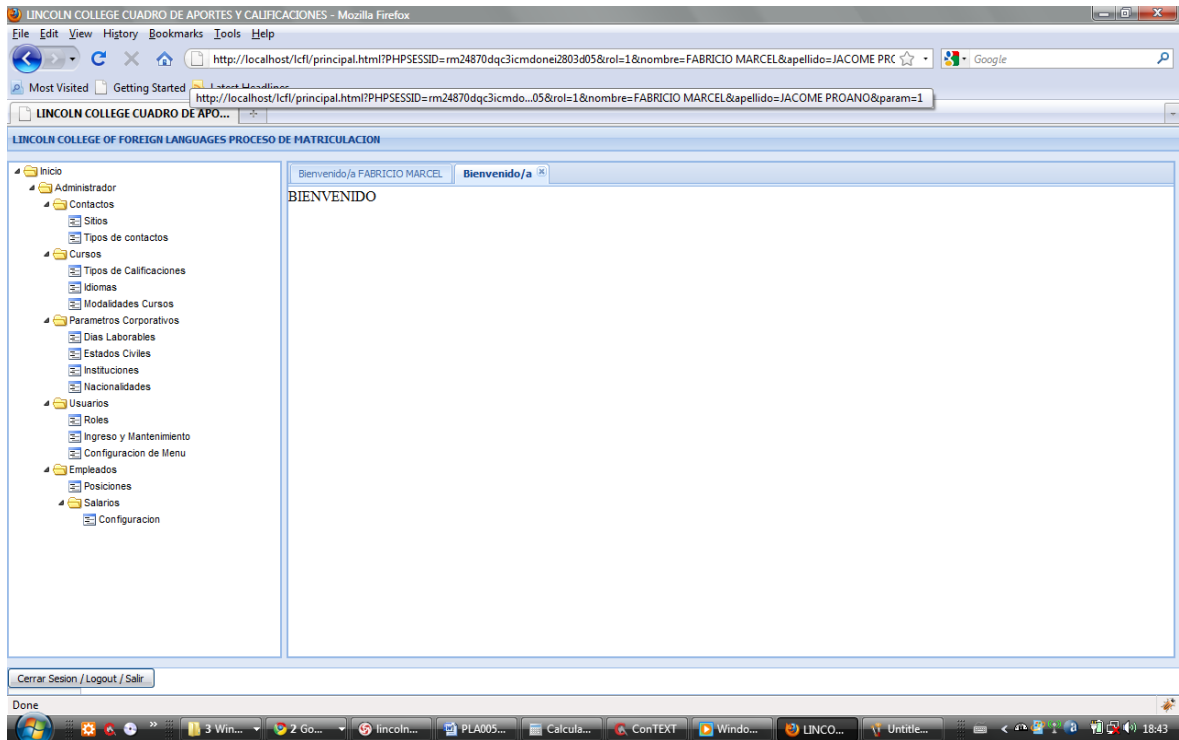 LINCOLN COLLEGE CUADRO DE APORTES Y CALIFICACIONES - Mozilla Firefox
File Edit View History Bookmarks Tools Help
http://localhost/lcfl/principal.html?PHPSESSID=rm24870dqc3icmdonei2803d05&rol=1&nombre=FABRICIO MARCEL&apellido=JACOME PRC
Google
Most Visited Getting Started Latest Headlines
http://localhost/lcfl/principal.html?PHPSESSID=rm24870dqc3icmdo...05&rol=1&nombre=FABRICIO MARCEL&apellido=JACOME PROANO&param=1
LINCOLN COLLEGE CUADRO DE APO...
LINCOLN COLLEGE OF FOREIGN LANGUAGES PROCESO DE MATRICULACION
Inicio
Administrador
Contactos
Sitios
Tipos de contactos
Cursos
Tipos de Calificaciones
Idiomas
Modalidades Cursos
Parametros Corporativos
Dias Laborables
Estados Civiles
Instituciones
Nacionalidades
Usuarios
Roles
Ingreso y Mantenimiento
Configuracion de Menu
Empleados
Posiciones
Salarios
Configuracion
Bienvenido/a FABRICIO MARCEL Bienvenido/a
BIENVENIDO
Cerrar Sesion / Logout / Salir
Done
3 Win... 2 Go... lincoln... PLA005... Calcula... ConTEXT Windo... LINCO... Untitle... 18:43